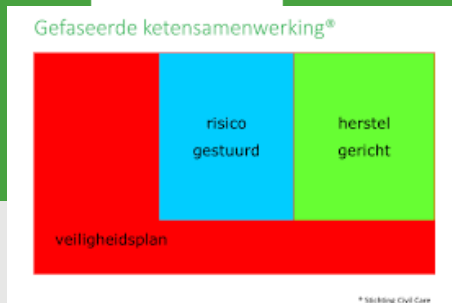 Gefaseerde ketensamenwerking®
risico
gestuurd
herstel
gericht
veiligheidsplan
® Stichting Civil Care